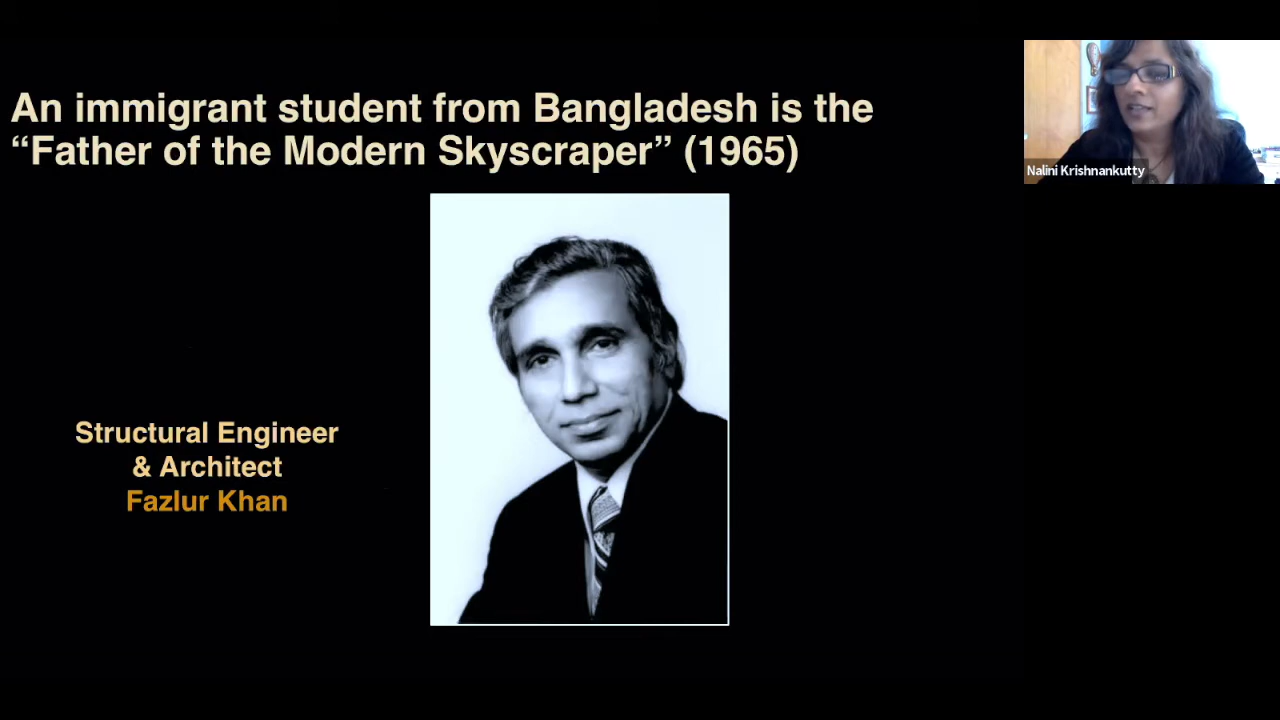 An immigrant student from Bangladesh is the
“Father of the Modern Skyscraper” (1965)
Nalini Krishnankutty
Structural Engineer
& Architect
Fazlur Khan